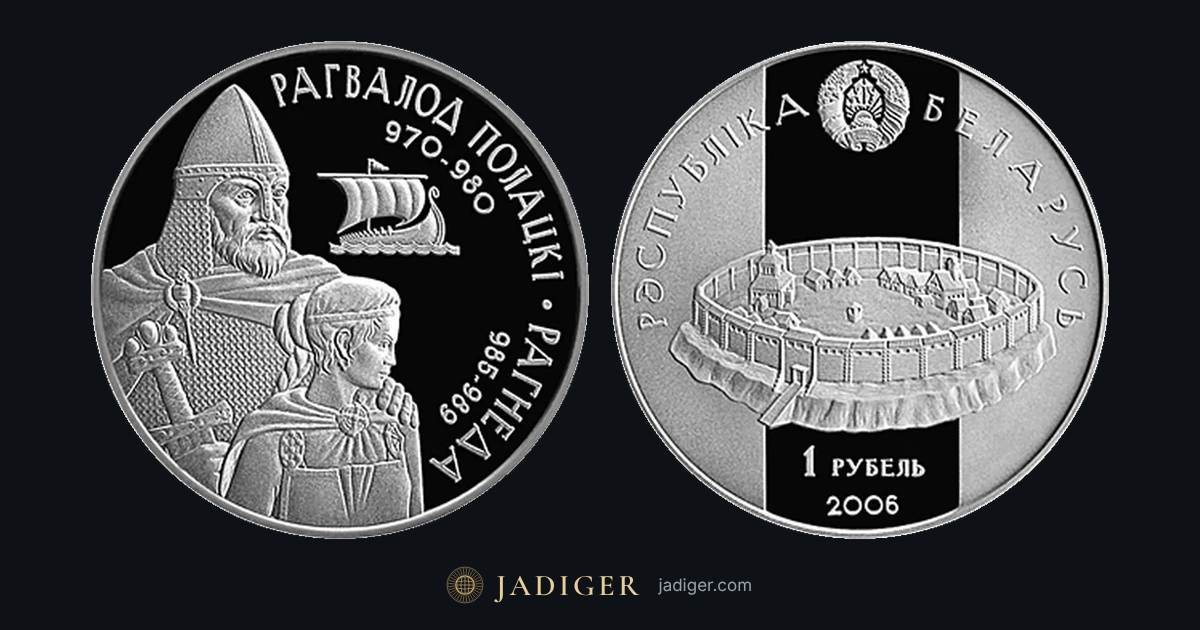 РАГВАЛОД ПОЛАЦКІ • РАГНЕДА
970-980
985-989
РЭСПУБЛІКА БЕЛАРУСЬ
1 РУБЕЛЬ
2006
JADIGER jadiger.com